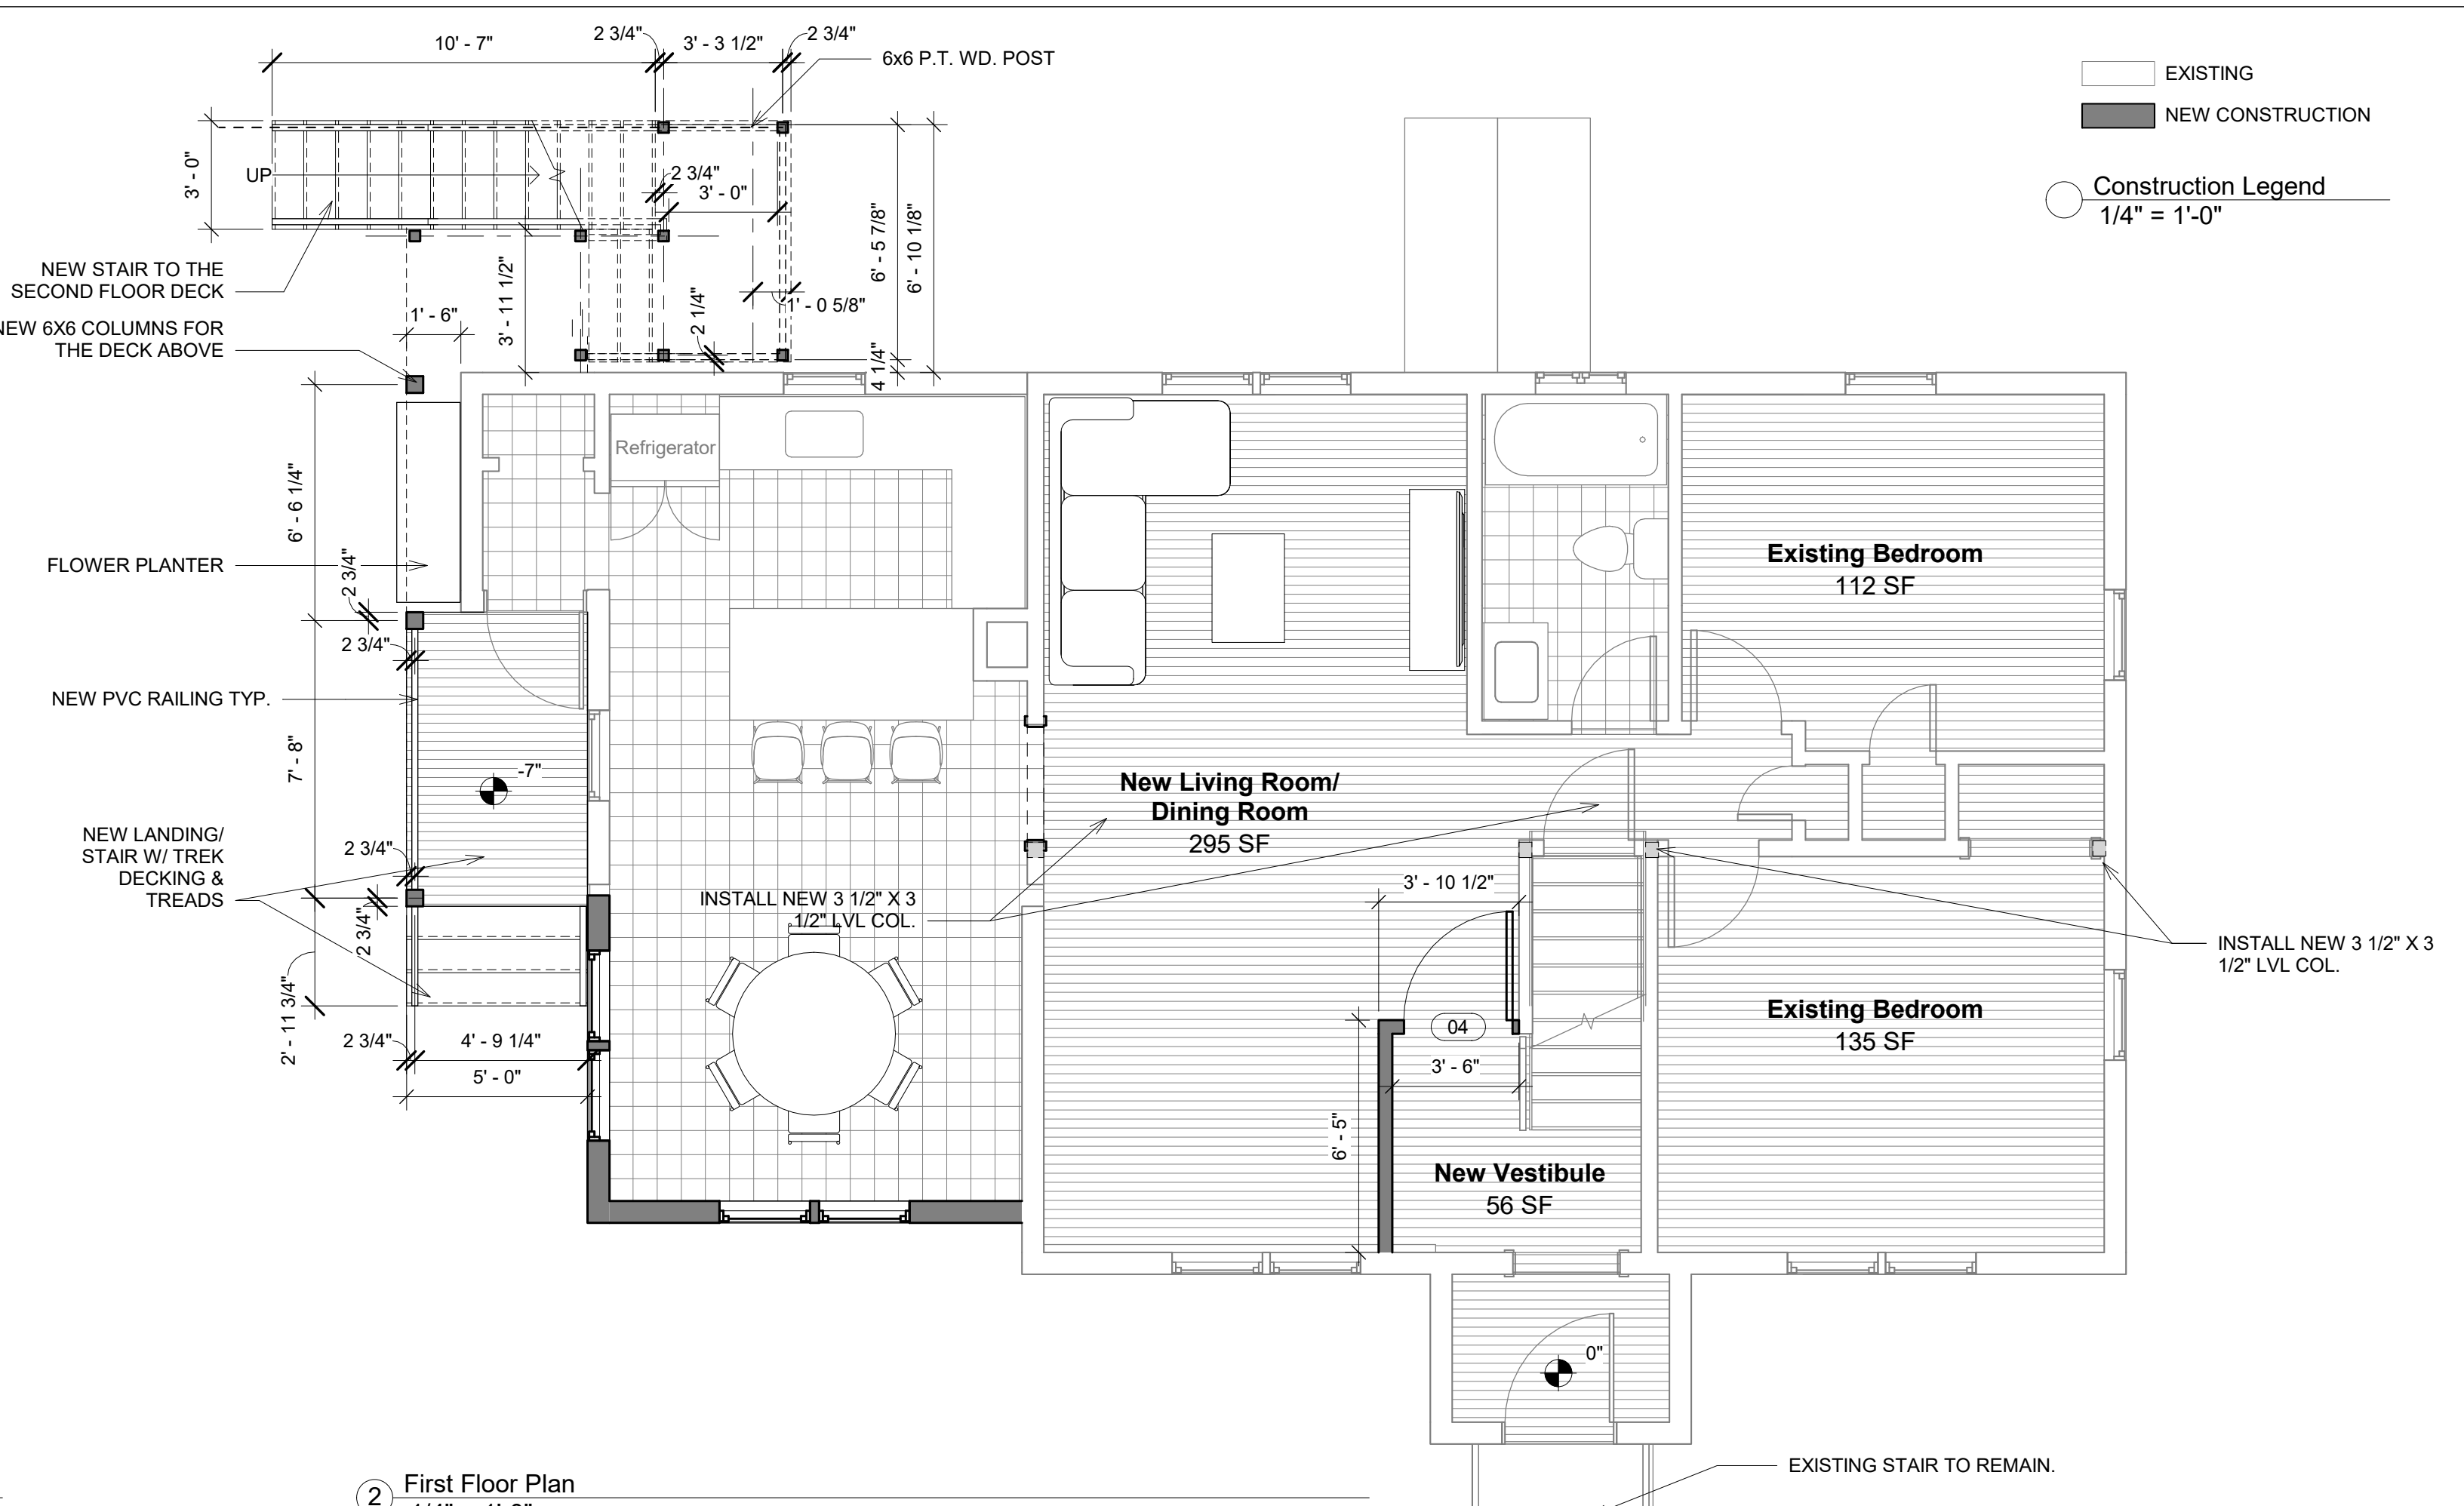 10' - 7"
2 3/4"
3' - 3 1/2"
2 3/4"
6x6 P.T. WD. POST
EXISTING
NEW CONSTRUCTION
Construction Legend
1/4" = 1'-0"
3' - 0"
UP
2 3/4"
3' - 0"
6' - 5 7/8"
6' - 10 1/8"
NEW STAIR TO THE
SECOND FLOOR DECK
3' - 11 1/2"
2 1/4"
1' - 0 5/8"
1' - 6"
NEW 6X6 COLUMNS FOR
THE DECK ABOVE
4 1/4"
Refrigerator
6' - 6 1/4"
FLOWER PLANTER
2 3/4"
Existing Bedroom
112 SF
2 3/4"
NEW PVC RAILING TYP.
7' - 8"
-7"
New Living Room/
Dining Room
295 SF
NEW LANDING/
STAIR W/ TREK
DECKING &
TREADS
2 3/4"
2 3/4"
INSTALL NEW 3 1/2" X 3
1/2" LVL COL.
3' - 10 1/2"
INSTALL NEW 3 1/2" X 3
1/2" LVL COL.
2' - 11 3/4"
2 3/4"
4' - 9 1/4"
5' - 0"
04
3' - 6"
6' - 5"
Existing Bedroom
135 SF
New Vestibule
56 SF
0"
EXISTING STAIR TO REMAIN.
2
First Floor Plan